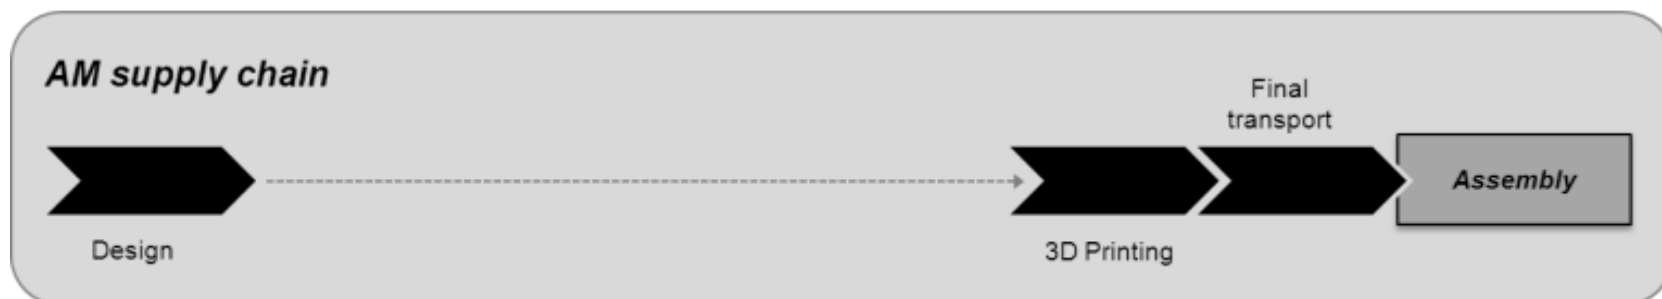 AM supply chain
Final
transport
Assembly
Design
3D Printing